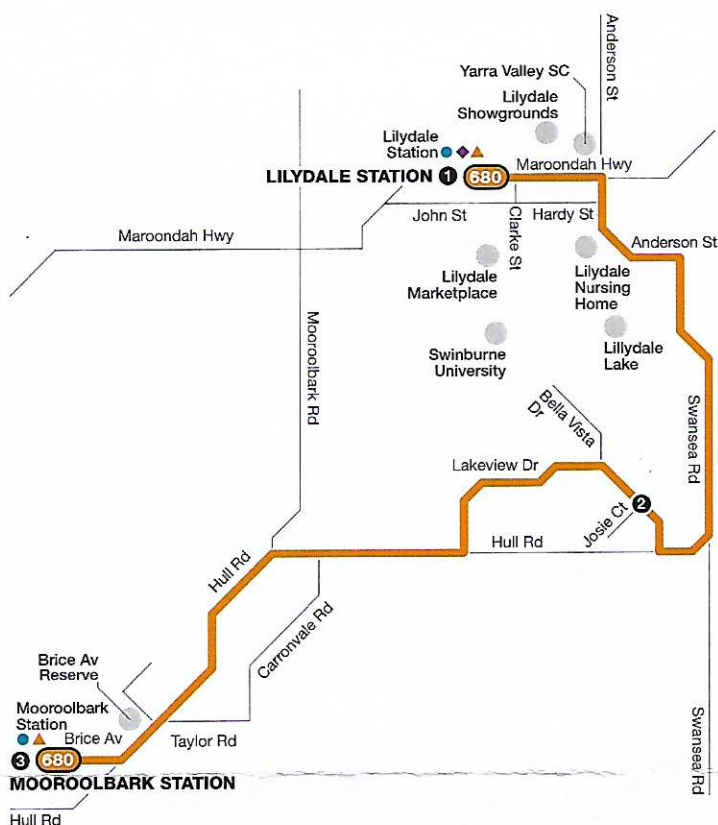 Anderson St
Yarra Valley SC
Lilydale
Showgrounds
Lilydale
Station
LILYDALE STATION 1 680
Maroondah Hwy
John St
Clarke St
Hardy St
Maroondah Hwy
Anderson St
Lilydale
Marketplace
Lilydale
Nursing
Home
Swinburne
University
Lillydale
Lake
Mooroolbark Rd
Bella Vista
Dr
Swansea Rd
Lakeview Dr
2
Josie Ct
Hull Rd
Hull Rd
Carronvale Rd
Brice Av
Reserve
Mooroolbark
Station
Brice Av
Taylor Rd
3 680
MOOROOLBARK STATION
Swansea Rd
Hull Rd